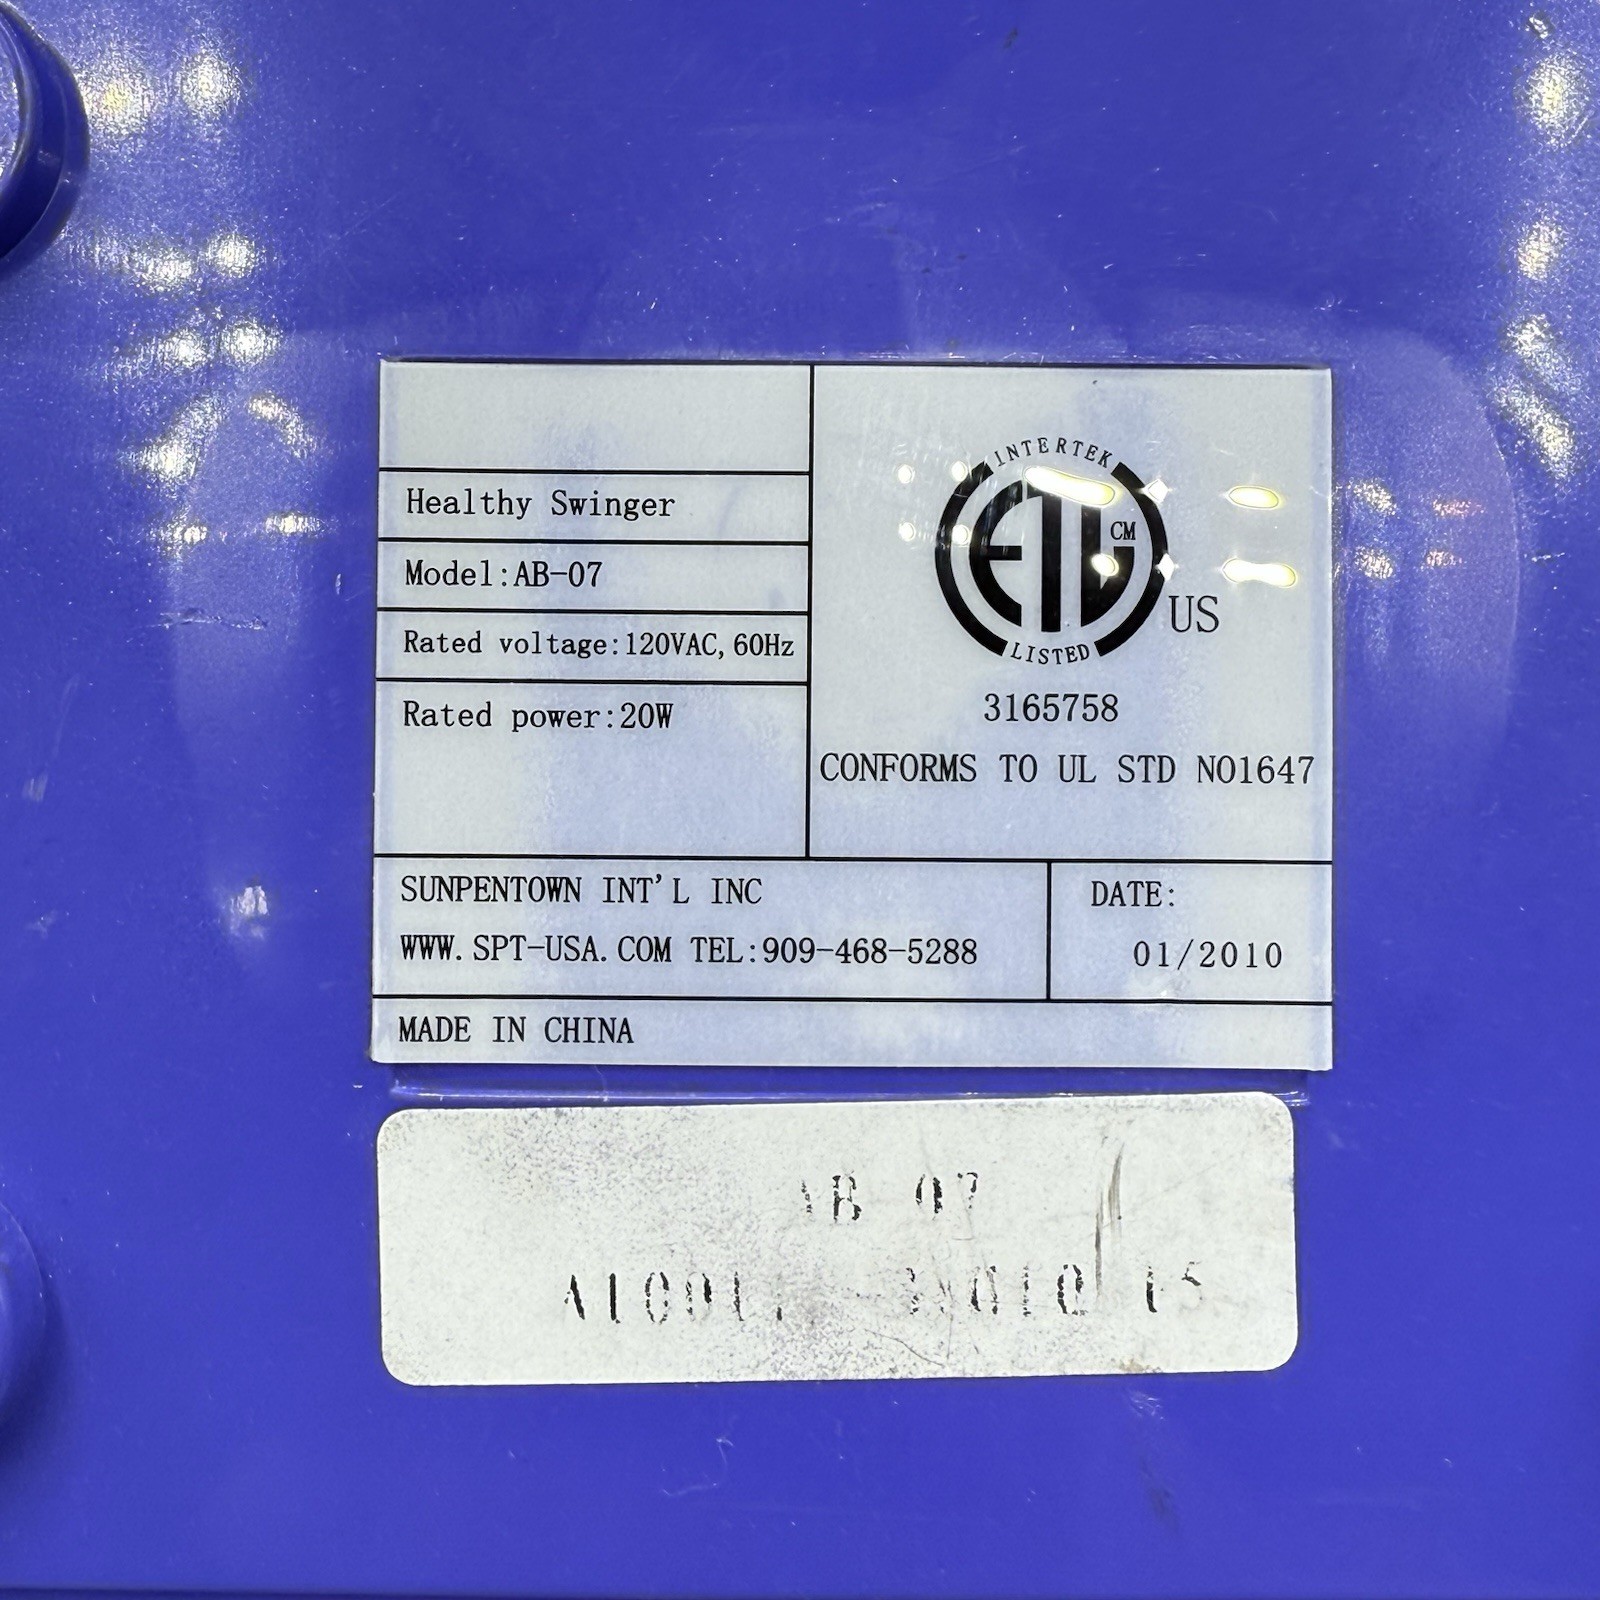 Healthy Swinger
Model:AB-07
Rated voltage:120VAC, 60Hz
Rated power:20W
INTERTEK
ETL
CM
US
LISTED
3165758
CONFORMS TO UL STD NO1647
SUNPENTOWN INT'L INC
WWW.SPT-USA.COM TEL:909-468-5288
DATE:
01/2010
MADE IN CHINA